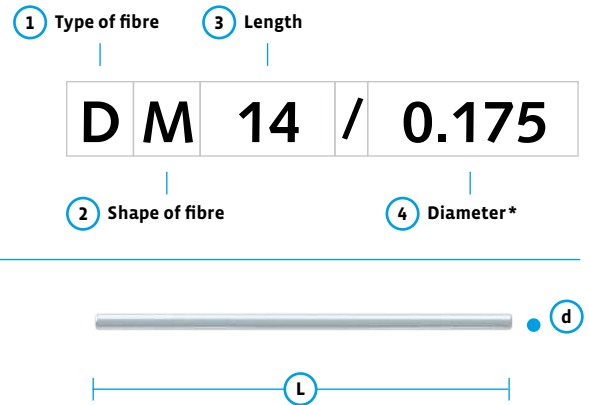 1 Type of fibre 3 Length
D M 14 / 0.175
2 Shape of fibre 4 Diameter*
d
L